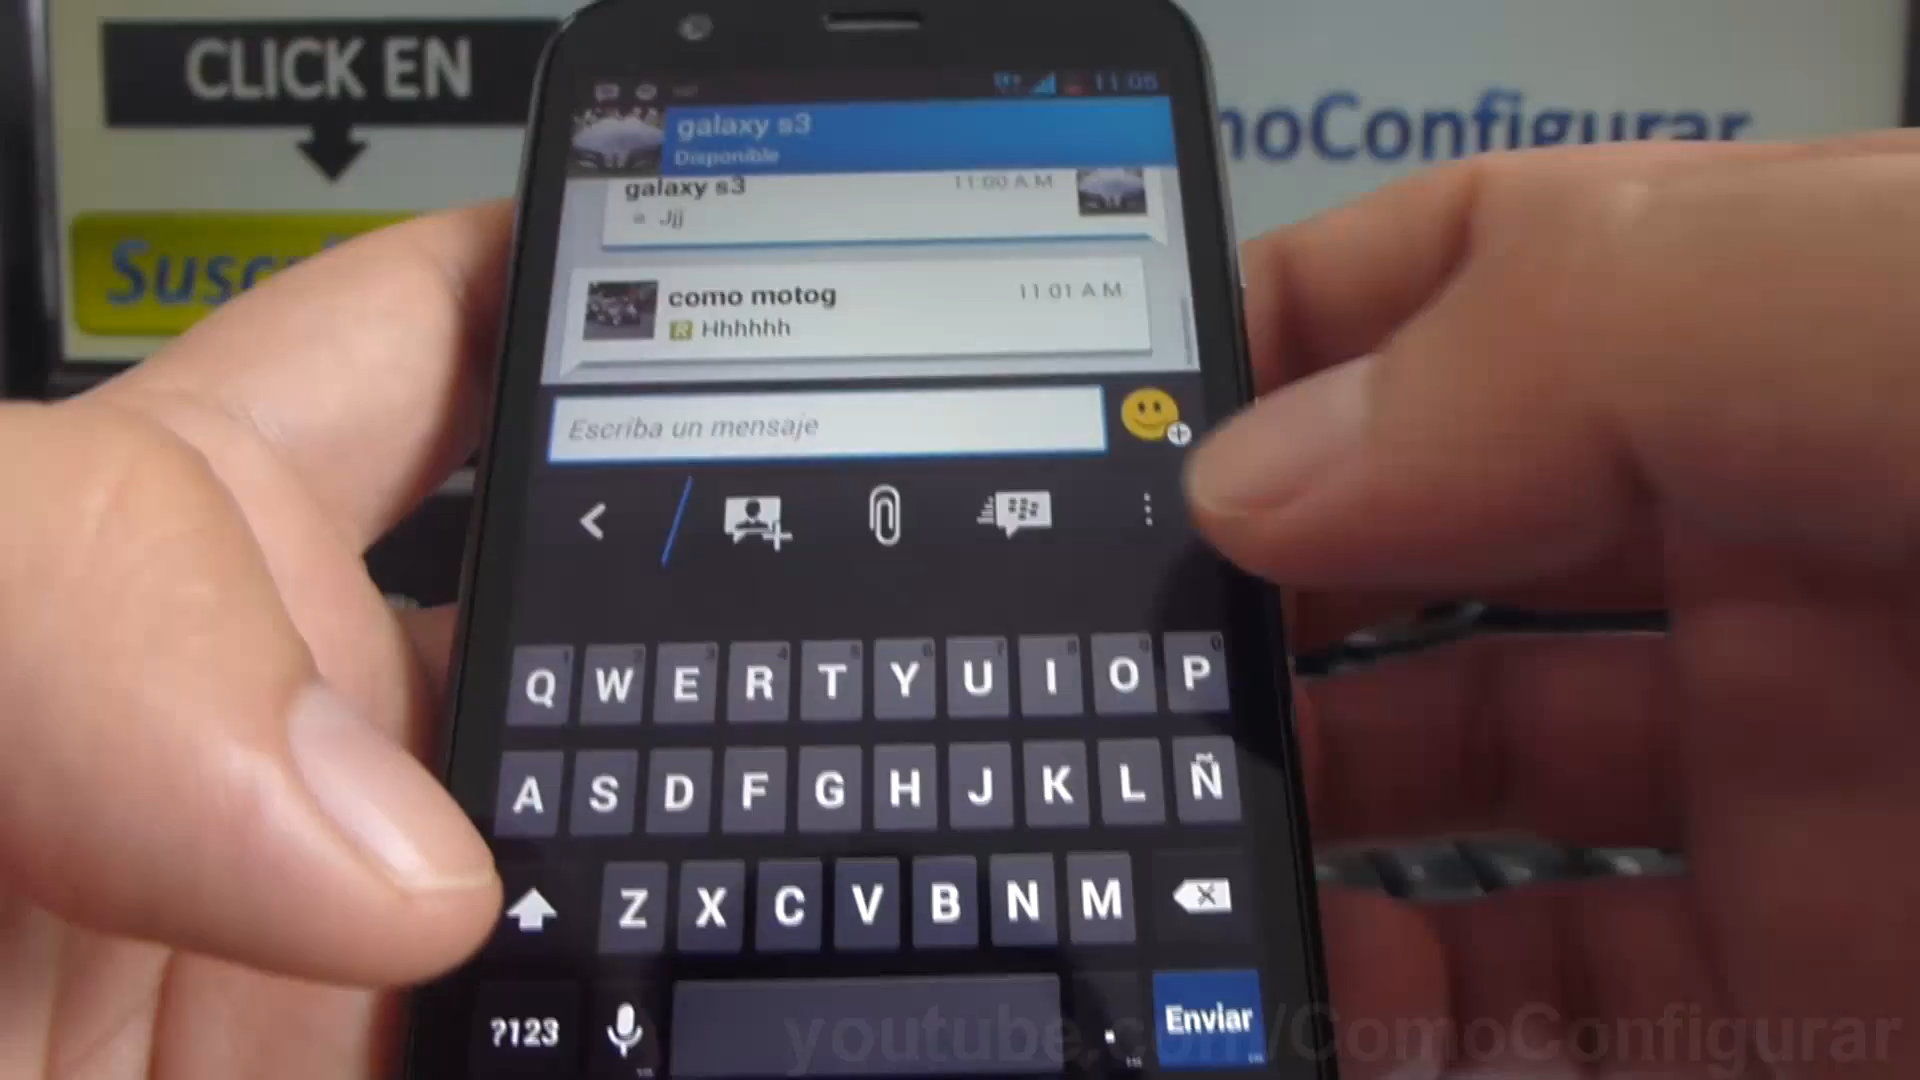 CLICK EN
moConfigurar
Susc
11:05
galaxy s3
Disponible
galaxy s3
11:00 A M
Jjj
como motog
11:01 A M
R Hhhhhh
Escriba un mensaje
Q W E R T Y U I O P
A S D F G H J K L Ñ
Z X C V B N M
?123
.
Enviar
youtube.com/ComoConfigurar